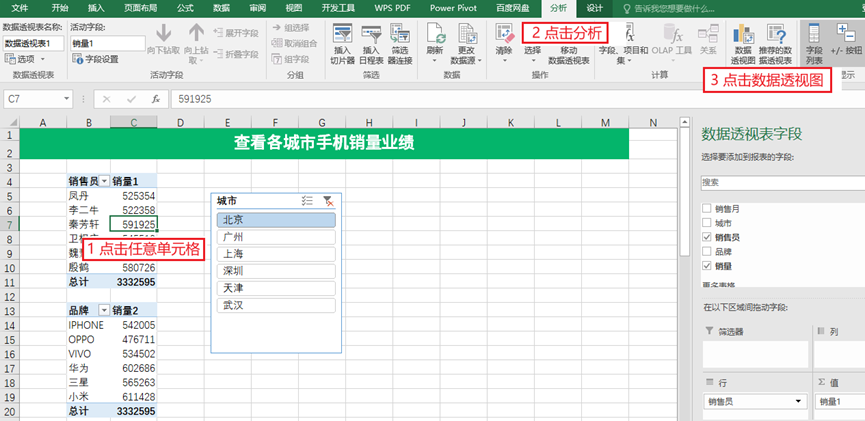 文件 开始 插入 页面布局 公式 数据 审阅 视图 开发工具 WPS PDF Power Pivot 百度网盘 分析 设计 告诉我您想要做什么...
数据透视表名称:
数据透视表1
选项
数据透视表
活动字段:
销量1
字段设置
向下钻取
向上钻取
展开字段
折叠字段
活动字段
组选择
取消组合
组字段
分组
插入切片器
插入日程表
筛选器连接
筛选
刷新
更改数据源
数据
清除
选择
移动数据透视表
操作
2 点击分析
字段、项目和集
OLAP 工具
关系
计算
数据透视图
推荐的数据透视表
字段列表
+/- 按钮
显示
3 点击数据透视图
C7
fx
591925
A B C D E F G H I J K L M N
1 查看各城市手机销量业绩
2
3
4 销售员 销量1
5 凤丹 525354
6 李二牛 522358
7 秦芳轩 591925
8
9
1 点击任意单元格
10 殷鹤 580726
11 总计 3332595
12
13 品牌 销量2
14 IPHONE 542005
15 OPPO 476711
16 VIVO 534502
17 华为 602686
18 三星 565263
19 小米 611428
20 总计 3332595
城市
北京
广州
上海
深圳
天津
武汉
数据透视表字段
选择要添加到报表的字段:
搜索
销售月
城市
销售员
品牌
销量
更多表格
在以下区域间拖动字段:
筛选器
列
行
Σ 值
销售员
销量1